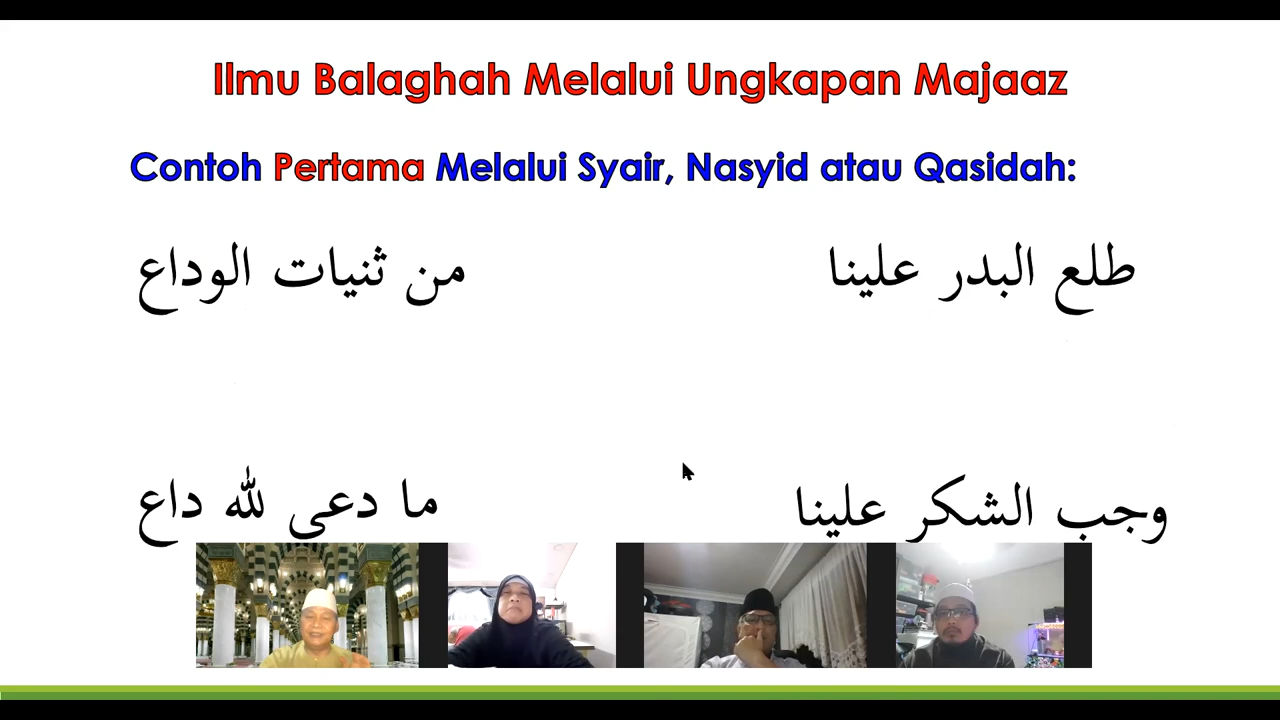 Ilmu Balaghah Melalui Ungkapan Majaaz
Contoh Pertama Melalui Syair, Nasyid atau Qasidah:
طلع البدر علينا من ثنيات الوداع
وجب الشكر علينا ما دعى لله داع